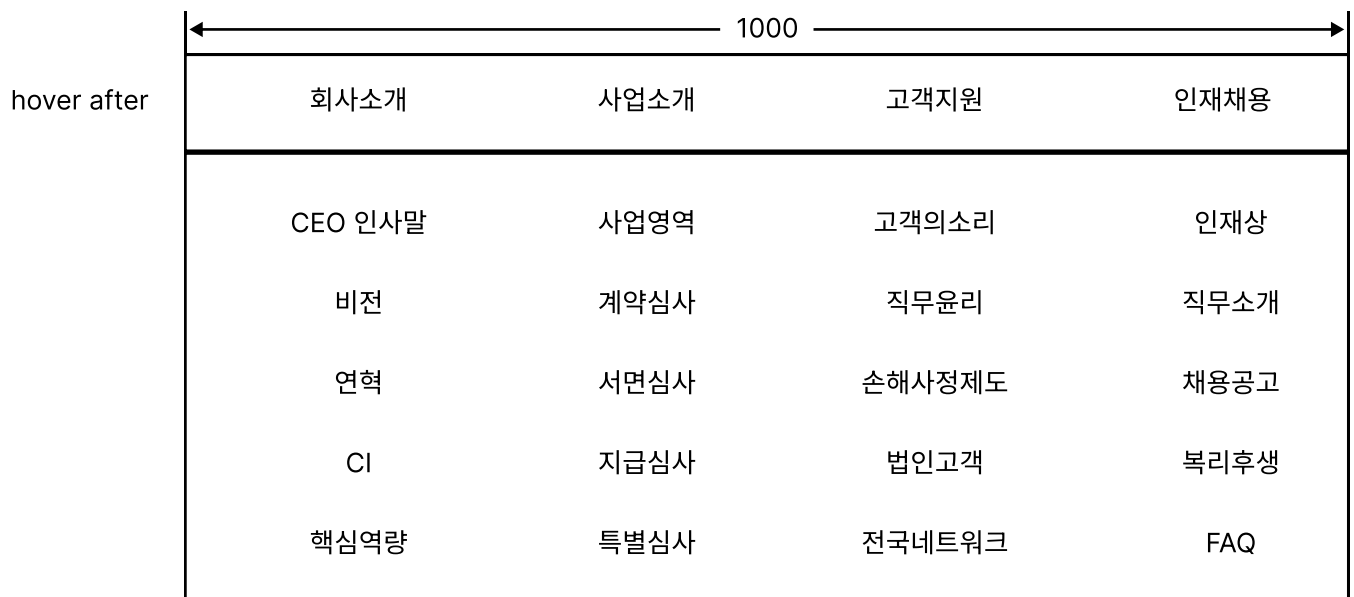 1000
hover after 회사소개 사업소개 고객지원 인재채용
CEO 인사말 사업영역 고객의소리 인재상
비전 계약심사 직무윤리 직무소개
연혁 서면심사 손해사정제도 채용공고
CI 지급심사 법인고객 복리후생
핵심역량 특별심사 전국네트워크 FAQ